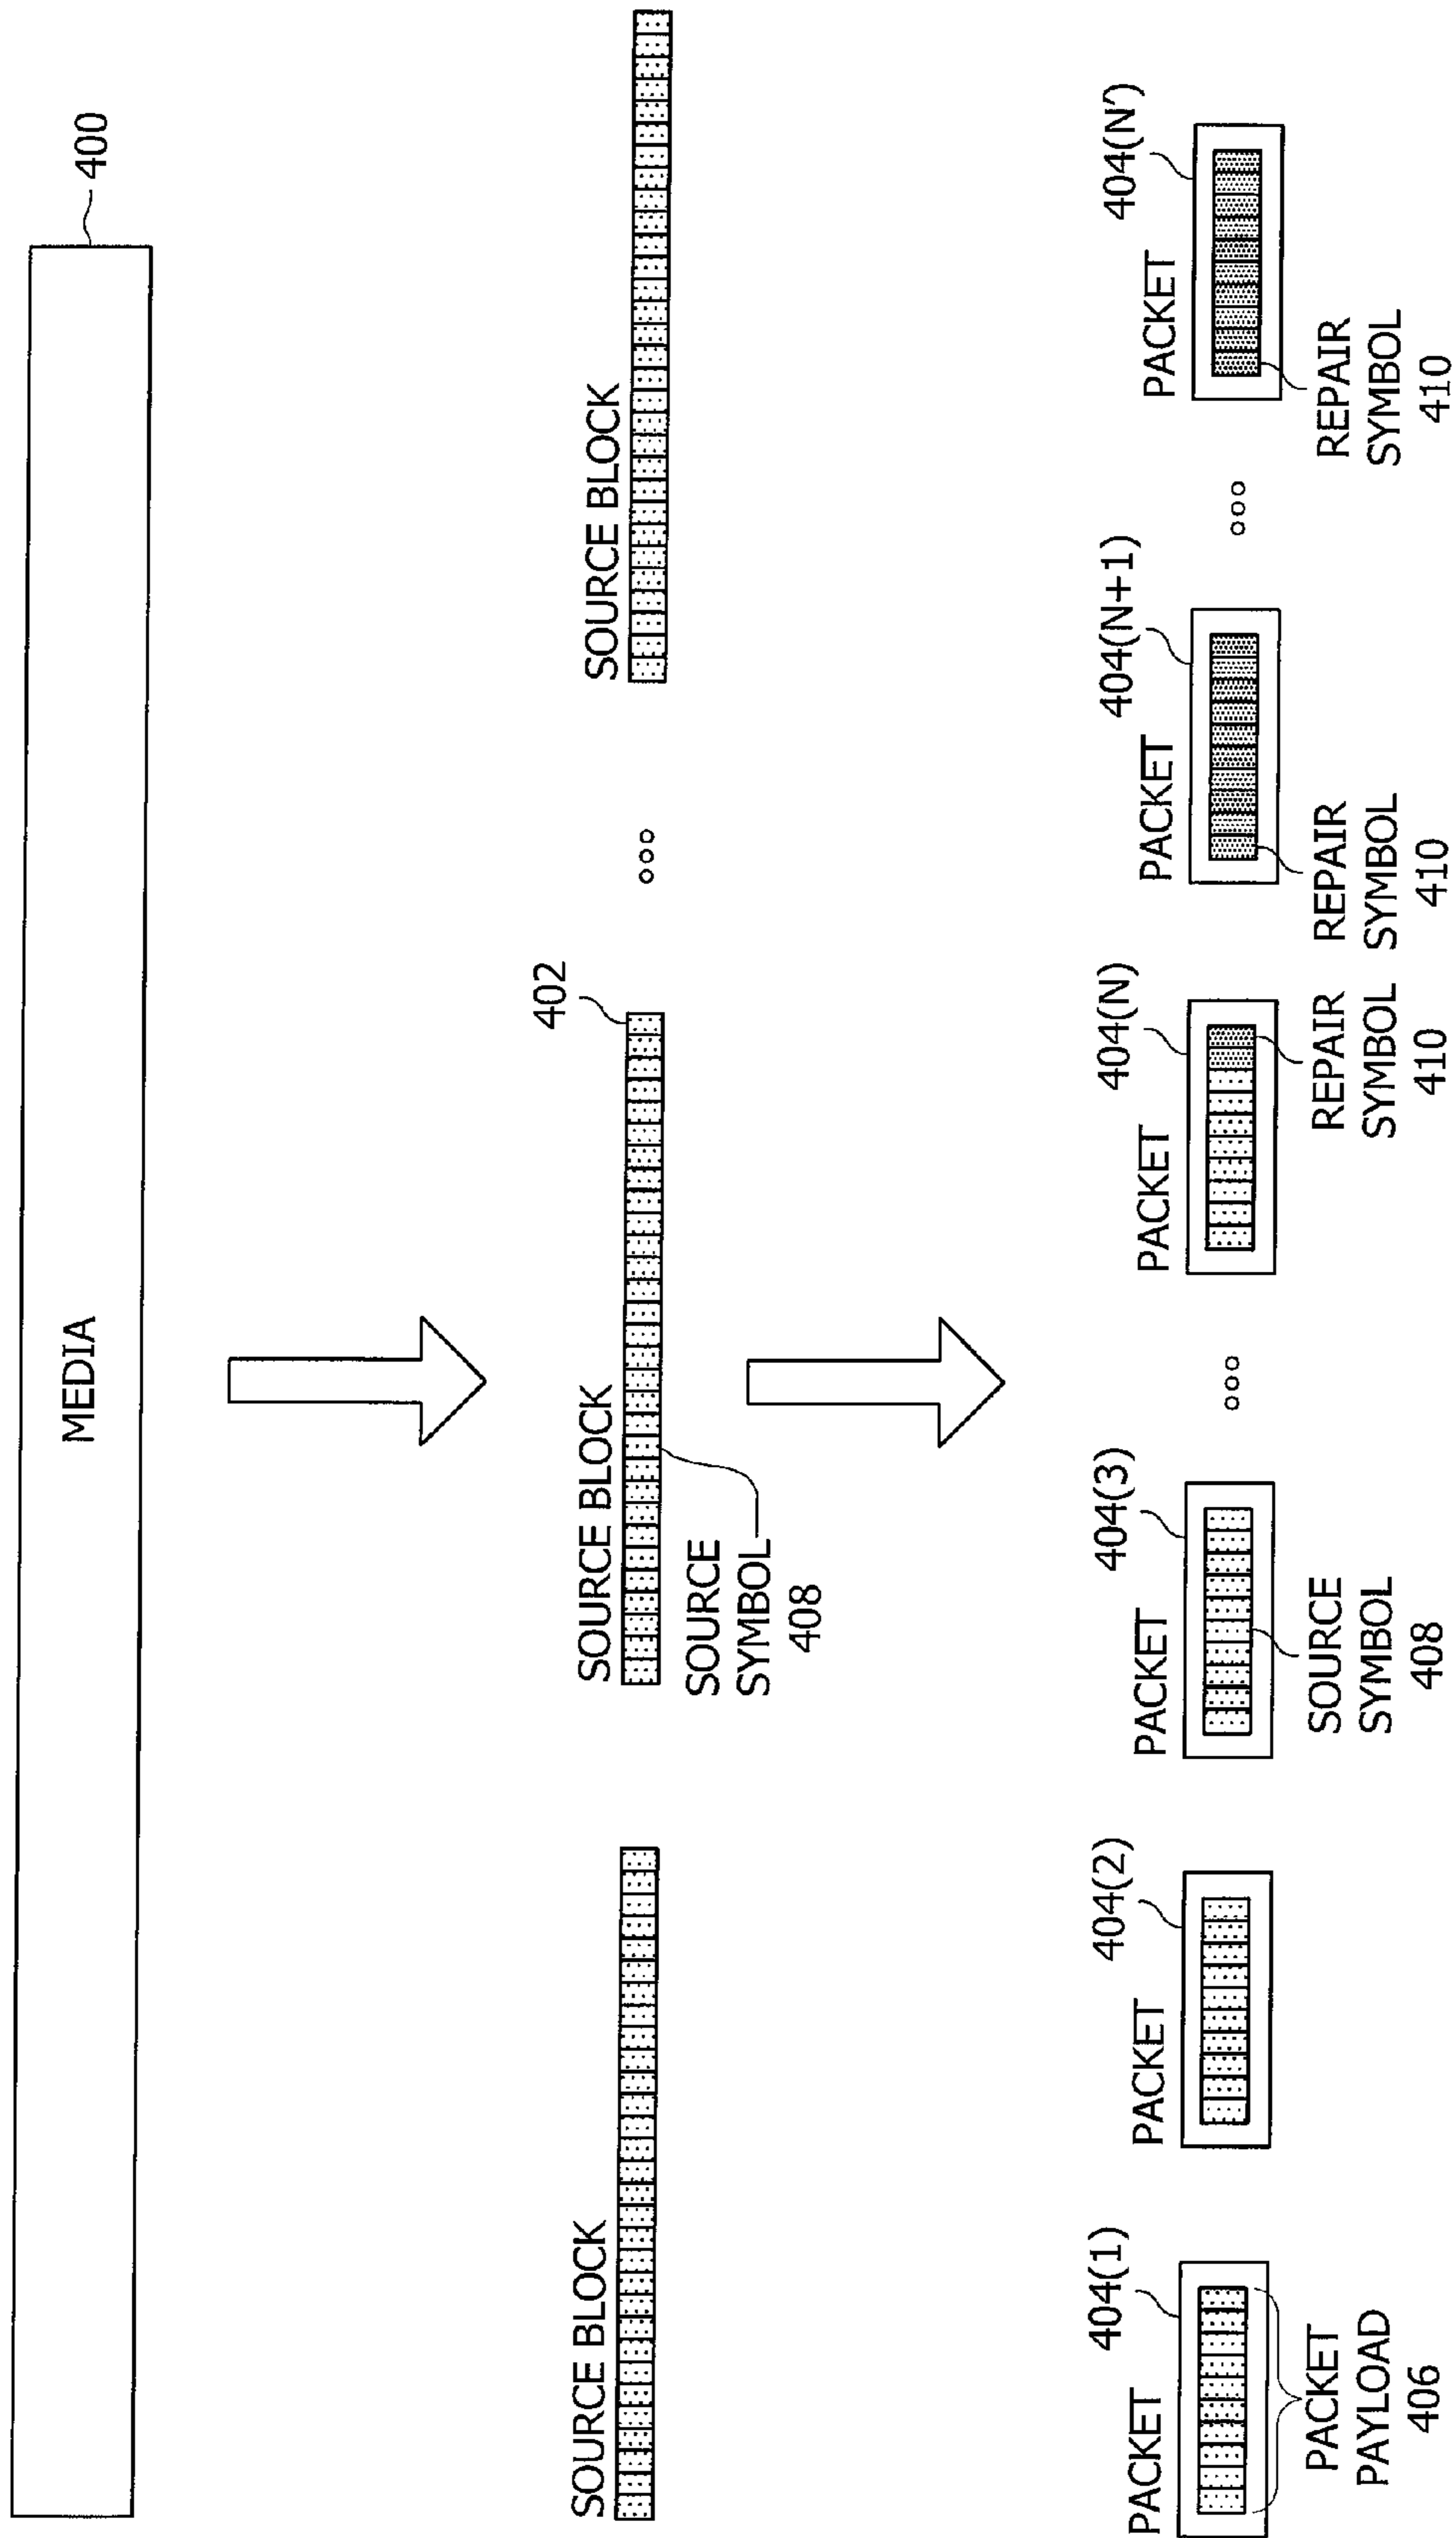 MEDIA
400
SOURCE BLOCK
SOURCE BLOCK
402
SOURCE BLOCK
SOURCE
SYMBOL
408
PACKET
404(1)
PACKET
404(2)
PACKET
404(3)
PACKET
404(N)
PACKET
404(N+1)
PACKET
404(N')
PACKET
PAYLOAD
406
SOURCE
SYMBOL
408
REPAIR
SYMBOL
410
REPAIR
SYMBOL
410
REPAIR
SYMBOL
410